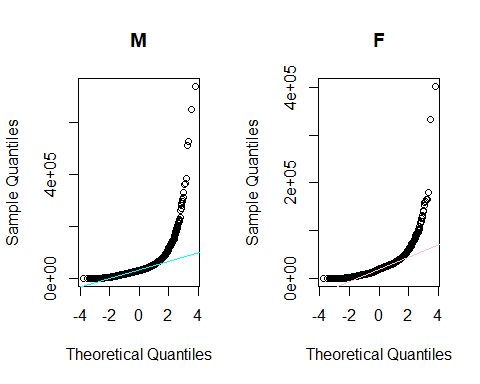 M
Sample Quantiles
0e+00 4e+05
-4 -2 0 2 4
Theoretical Quantiles
F
Sample Quantiles
0e+00 2e+05 4e+05
-4 -2 0 2 4
Theoretical Quantiles